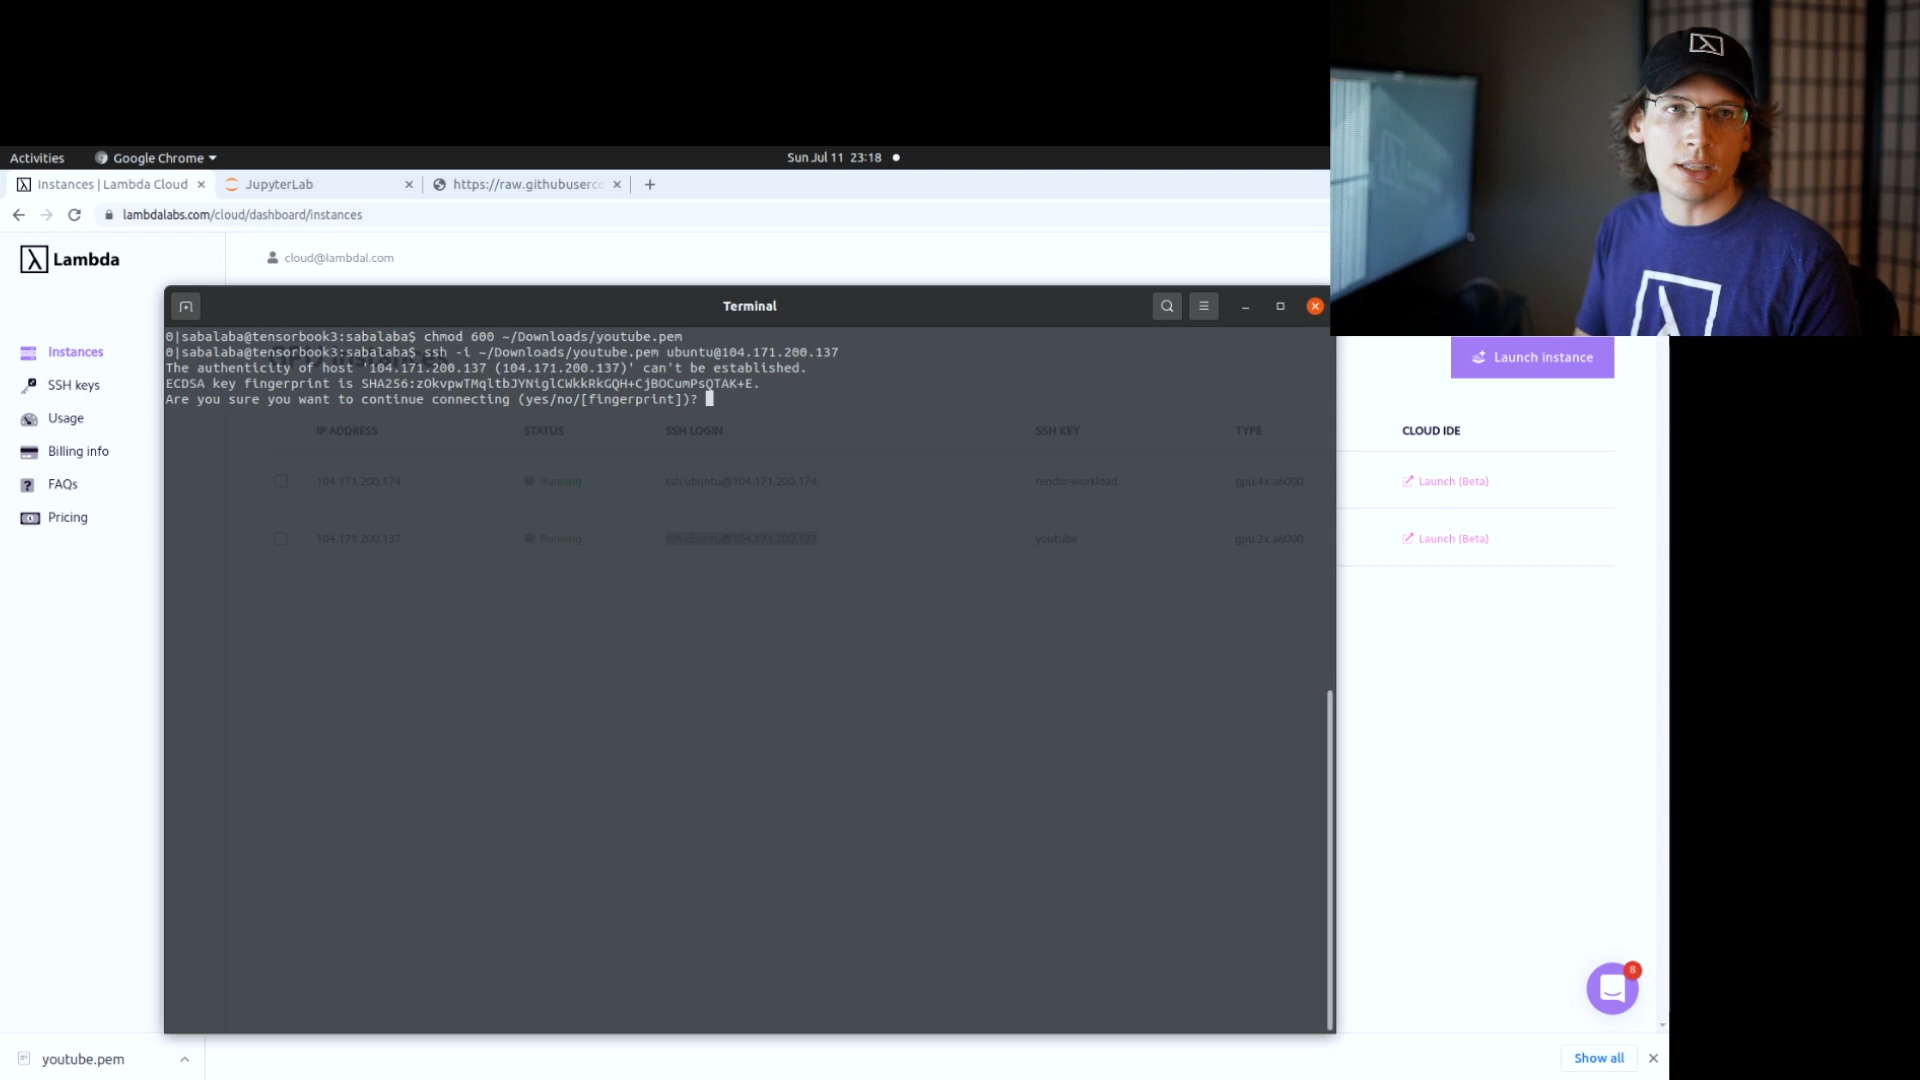 Activities
Google Chrome
Sun Jul 11 23:18
Instances | Lambda Cloud
JupyterLab
https://raw.githubuserco
lambdalabs.com/cloud/dashboard/instances
Lambda
cloud@lambdal.com
Terminal
0|sabalaba@tensorbook3:sabalaba$ chmod 600 ~/Downloads/youtube.pem
0|sabalaba@tensorbook3:sabalaba$ ssh -i ~/Downloads/youtube.pem ubuntu@104.171.200.137
The authenticity of host '104.171.200.137 (104.171.200.137)' can't be established.
ECDSA key fingerprint is SHA256:zOkvpwTMqltbJYNiglCWkkRkGQH+CjBOCumPsQTAK+E.
Are you sure you want to continue connecting (yes/no/[fingerprint])?
Instances
SSH keys
Usage
Billing info
FAQs
Pricing
Launch instance
IP ADDRESS STATUS SSH LOGIN SSH KEY TYPE CLOUD IDE
104.171.200.174 Running ssh ubuntu@104.171.200.174 render-workload gpu.4x.a6000 Launch (Beta)
104.171.200.137 Running ssh ubuntu@104.171.200.137 youtube gpu.2x.a6000 Launch (Beta)
8
youtube.pem
Show all